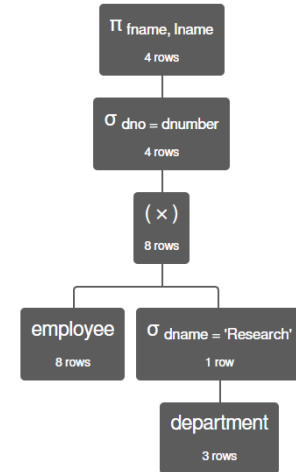 π fname, lname
4 rows
σ dno = dnumber
4 rows
( × )
8 rows
employee
8 rows
σ dname = 'Research'
1 row
department
3 rows